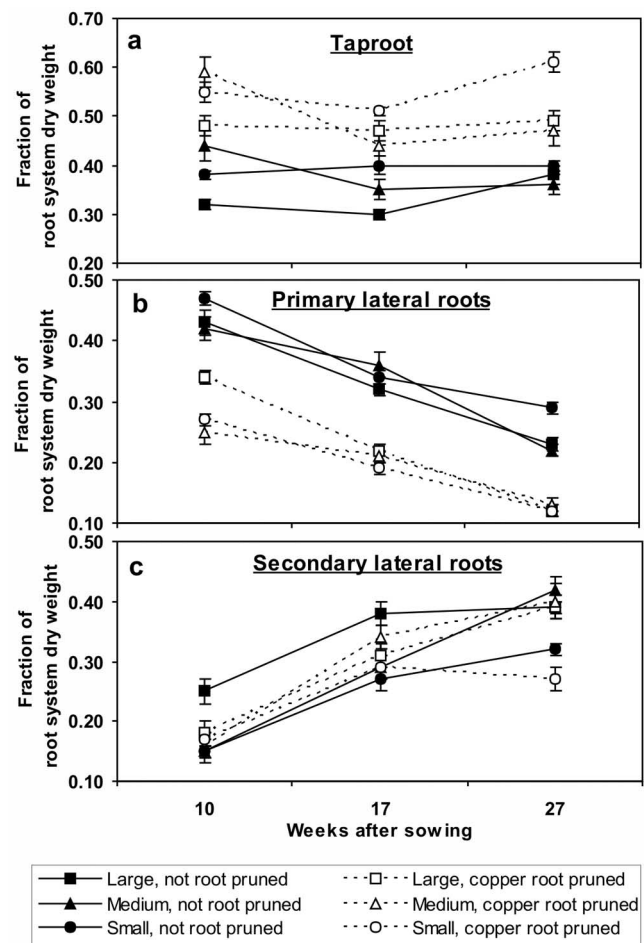 a
Taproot
Fraction of
root system dry weight
0.70
0.60
0.50
0.40
0.30
0.20
b
Primary lateral roots
Fraction of
root system dry weight
0.50
0.40
0.30
0.20
0.10
c
Secondary lateral roots
Fraction of
root system dry weight
0.50
0.40
0.30
0.20
0.10
10 17 27
Weeks after sowing
Large, not root pruned Large, copper root pruned
Medium, not root pruned Medium, copper root pruned
Small, not root pruned Small, copper root pruned